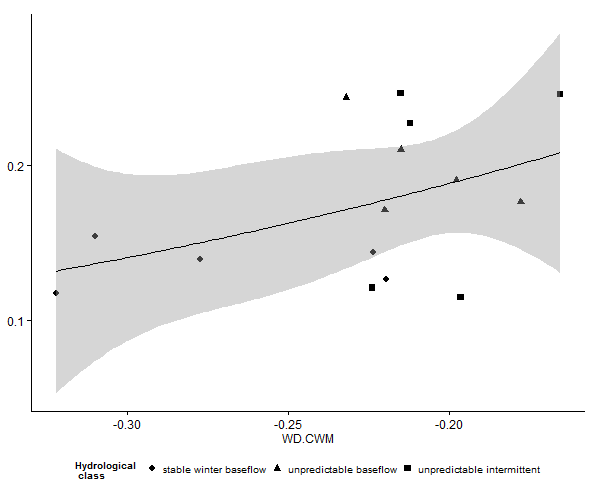 0.2
0.1
-0.30
-0.25
-0.20
WD.CWM
Hydrological
class
stable winter baseflow
unpredictable baseflow
unpredictable intermittent